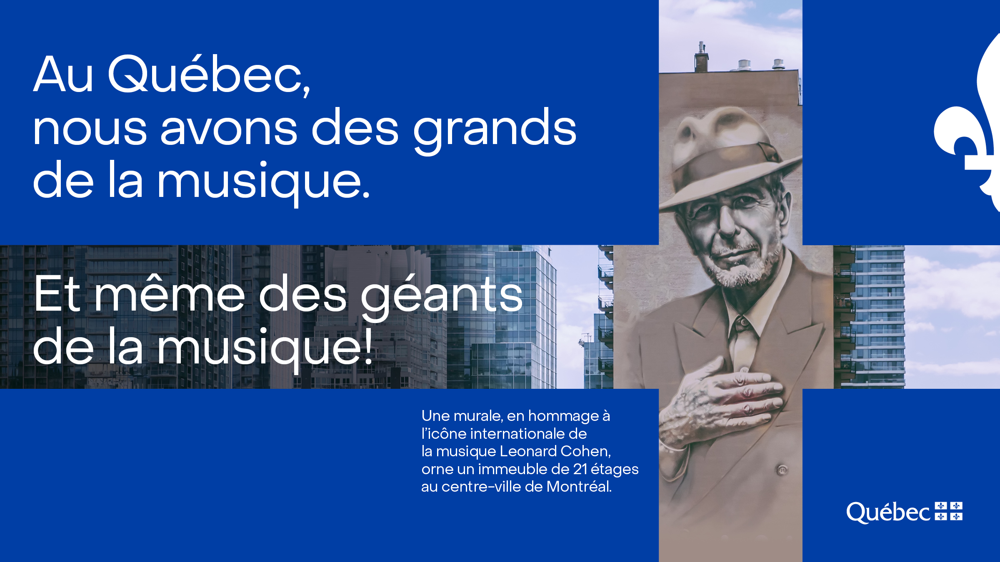 Au Québec,
nous avons des grands
de la musique.
Et même des géants
de la musique!
Une murale, en hommage à
l’icône internationale de
la musique Leonard Cohen,
orne un immeuble de 21 étages
au centre-ville de Montréal.
Québec